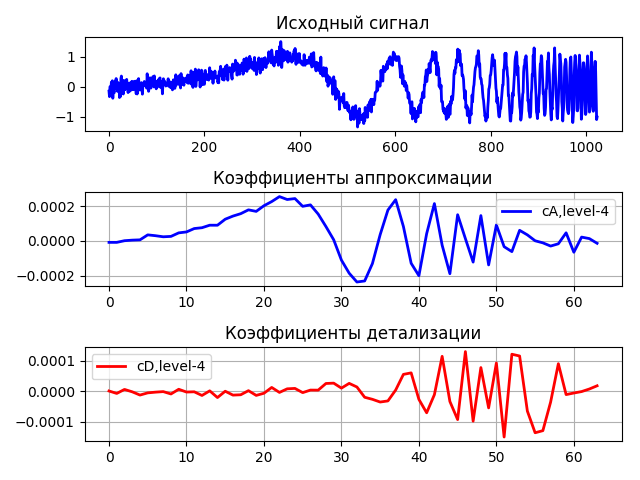 Исходный сигнал
1
0
−1
0 200 400 600 800 1000
Коэффициенты аппроксимации
0.0002
0.0000
−0.0002
cA,level-4
0 10 20 30 40 50 60
Коэффициенты детализации
0.0001
0.0000
−0.0001
cD,level-4
0 10 20 30 40 50 60